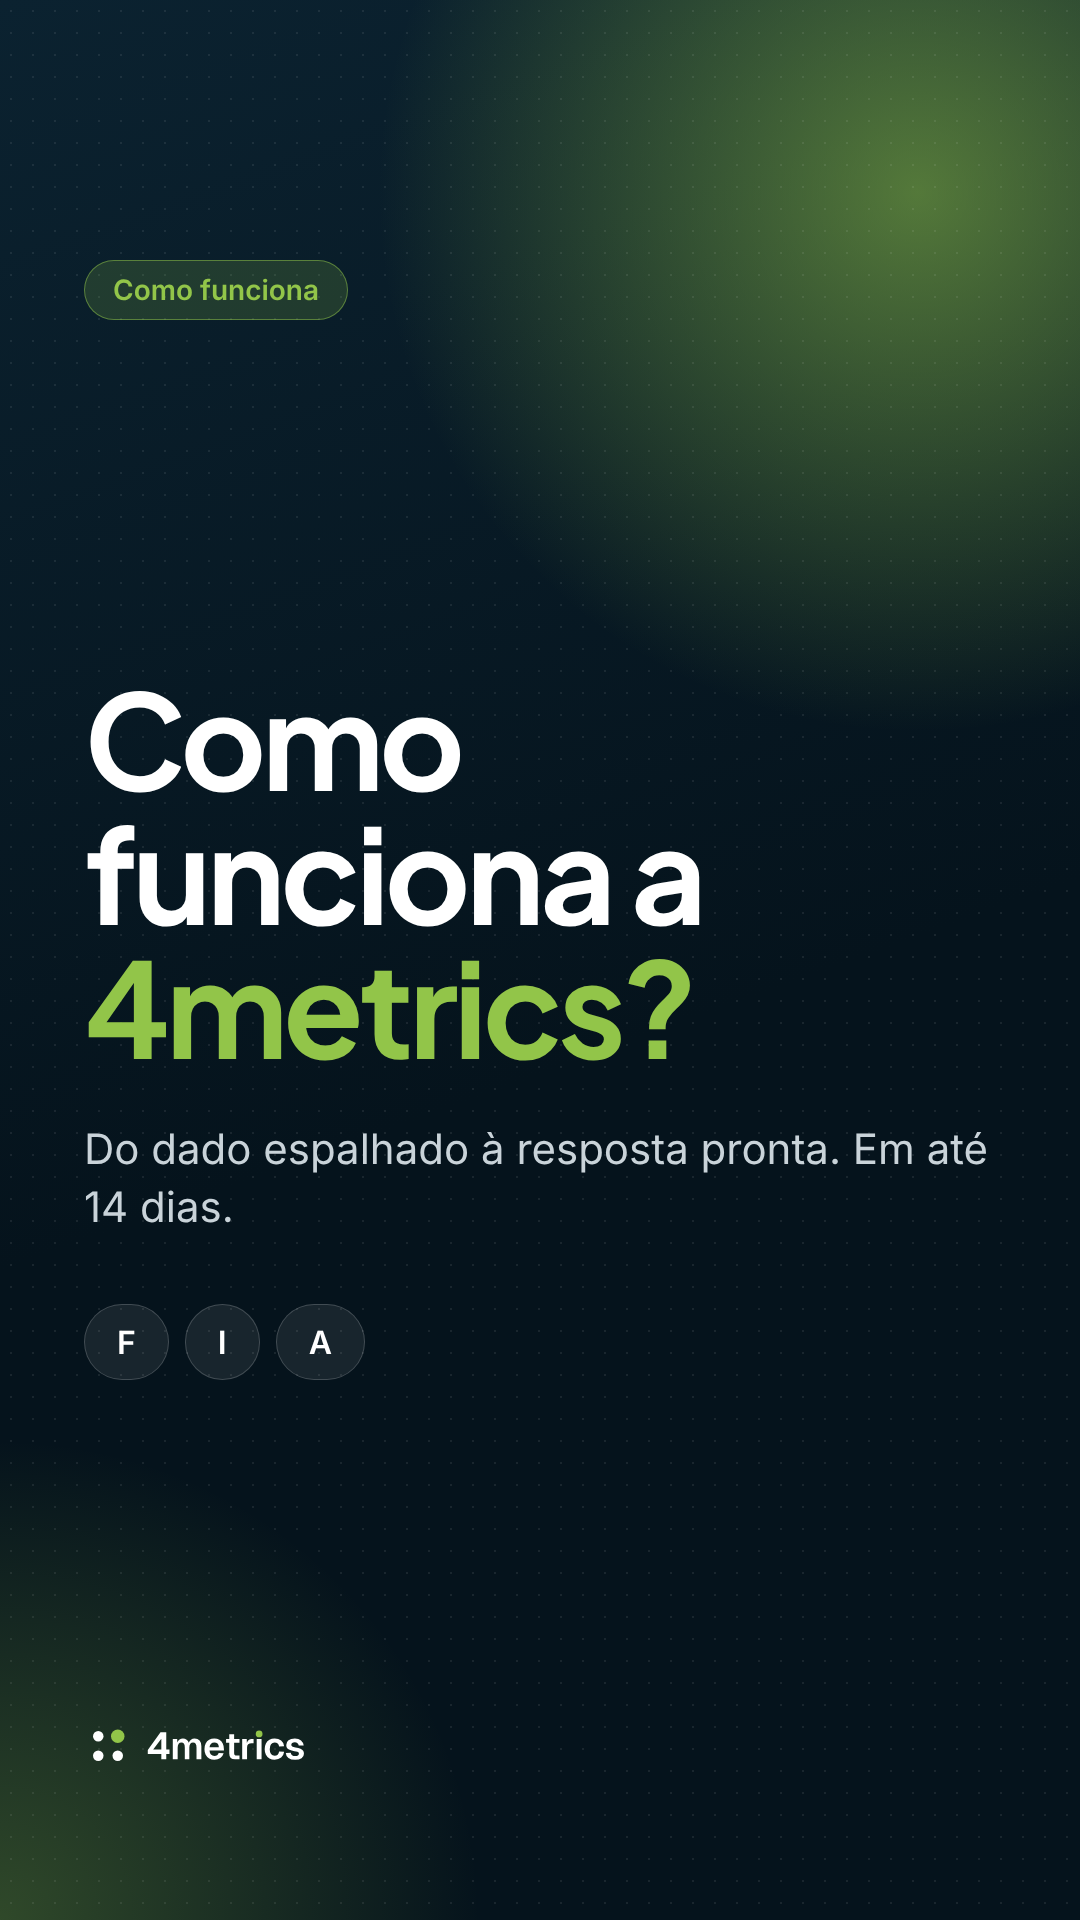 Como funciona
Como
funciona a
4metrics?
Do dado espalhado à resposta pronta. Em até
14 dias.
F I A
4metrics